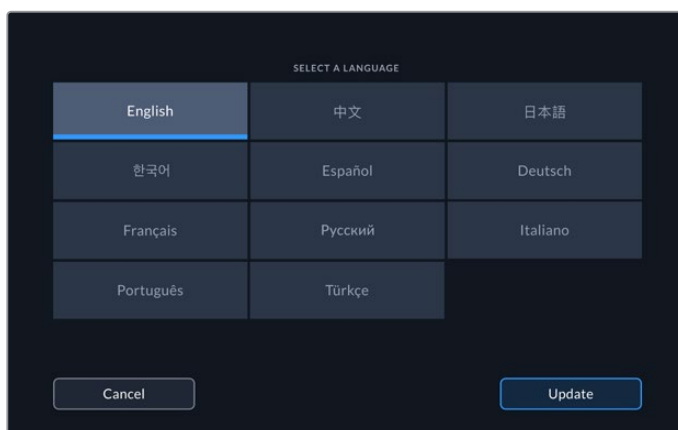 SELECT A LANGUAGE
English 中文 日本語
한국어 Español Deutsch
Français Русский Italiano
Português Türkçe
Cancel Update